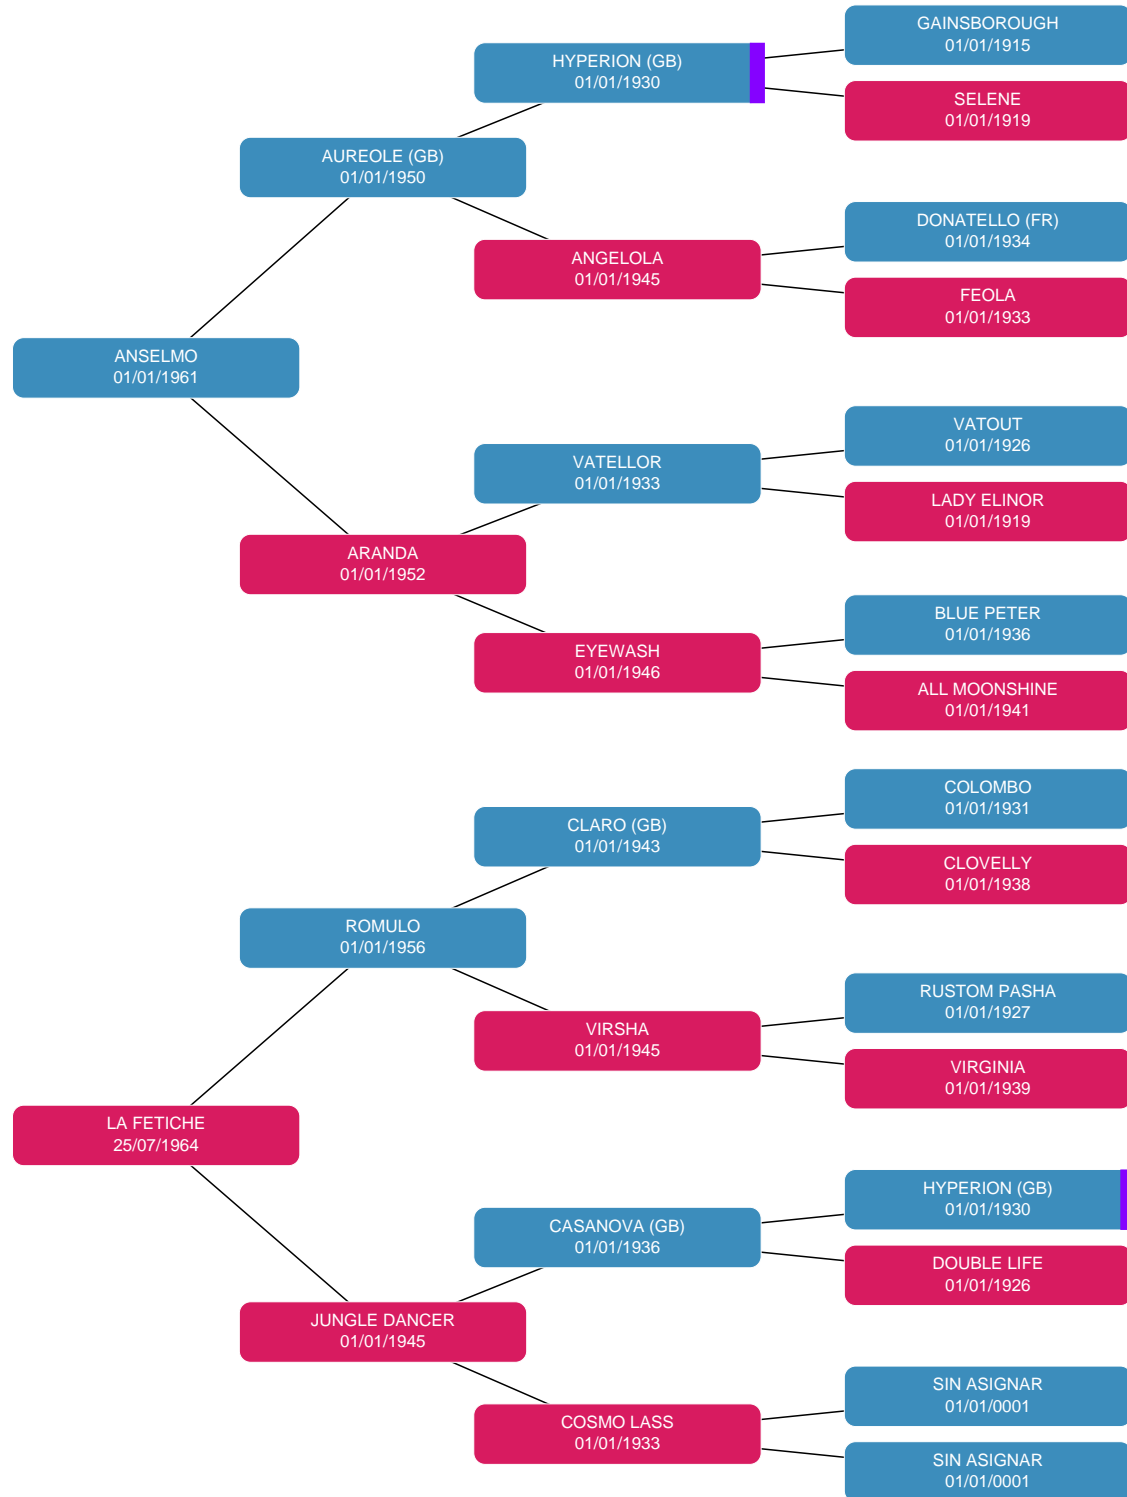 GAINSBOROUGH
01/01/1915
HYPERION (GB)
01/01/1930
SELENE
01/01/1919
AUREOLE (GB)
01/01/1950
DONATELLO (FR)
01/01/1934
ANGELOLA
01/01/1945
FEOLA
01/01/1933
ANSELMO
01/01/1961
VATOUT
01/01/1926
VATELLOR
01/01/1933
LADY ELINOR
01/01/1919
ARANDA
01/01/1952
BLUE PETER
01/01/1936
EYEWASH
01/01/1946
ALL MOONSHINE
01/01/1941
COLOMBO
01/01/1931
CLARO (GB)
01/01/1943
CLOVELLY
01/01/1938
ROMULO
01/01/1956
RUSTOM PASHA
01/01/1927
VIRSHA
01/01/1945
VIRGINIA
01/01/1939
LA FETICHE
25/07/1964
HYPERION (GB)
01/01/1930
CASANOVA (GB)
01/01/1936
DOUBLE LIFE
01/01/1926
JUNGLE DANCER
01/01/1945
SIN ASIGNAR
01/01/0001
COSMO LASS
01/01/1933
SIN ASIGNAR
01/01/0001